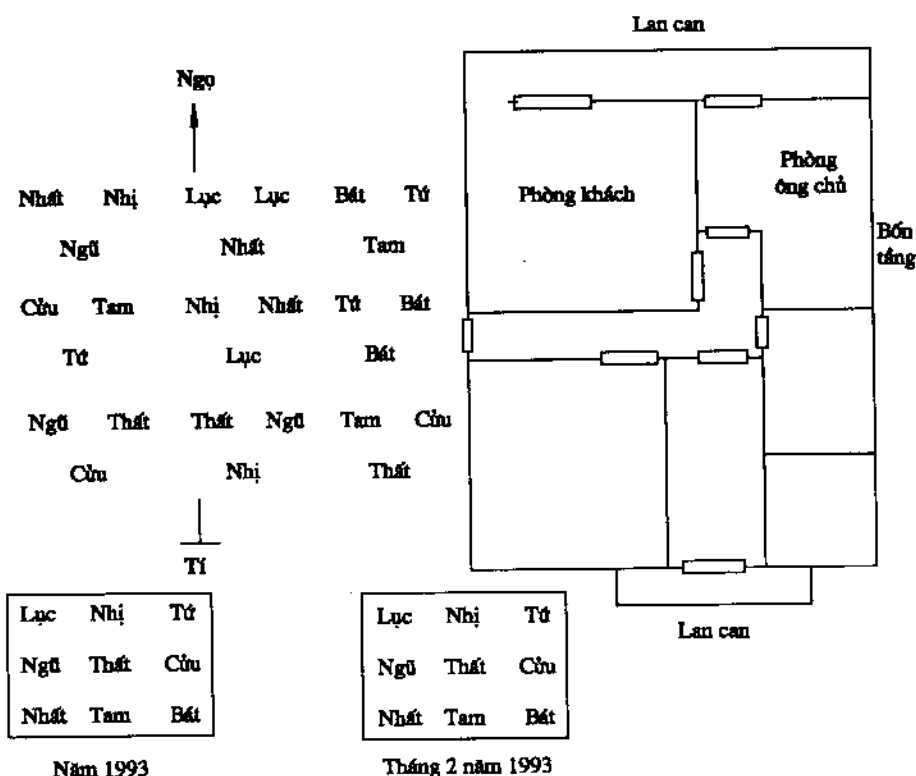 Lan can
Ngọ
Nhất Nhị Lục Lục Bát Tứ
Ngũ Nhất Tam
Cửu Tam Nhị Nhất Tứ Bát
Tứ Lục Bát
Ngũ Thất Thất Ngũ Tam Cửu
Cửu Nhị Thất
Tí
Phòng khách
Phòng
ông chủ
Bốn
tầng
Lan can
Lục Nhị Tứ
Ngũ Thất Cửu
Nhất Tam Bát
Năm 1993
Lục Nhị Tứ
Ngũ Thất Cửu
Nhất Tam Bát
Tháng 2 năm 1993